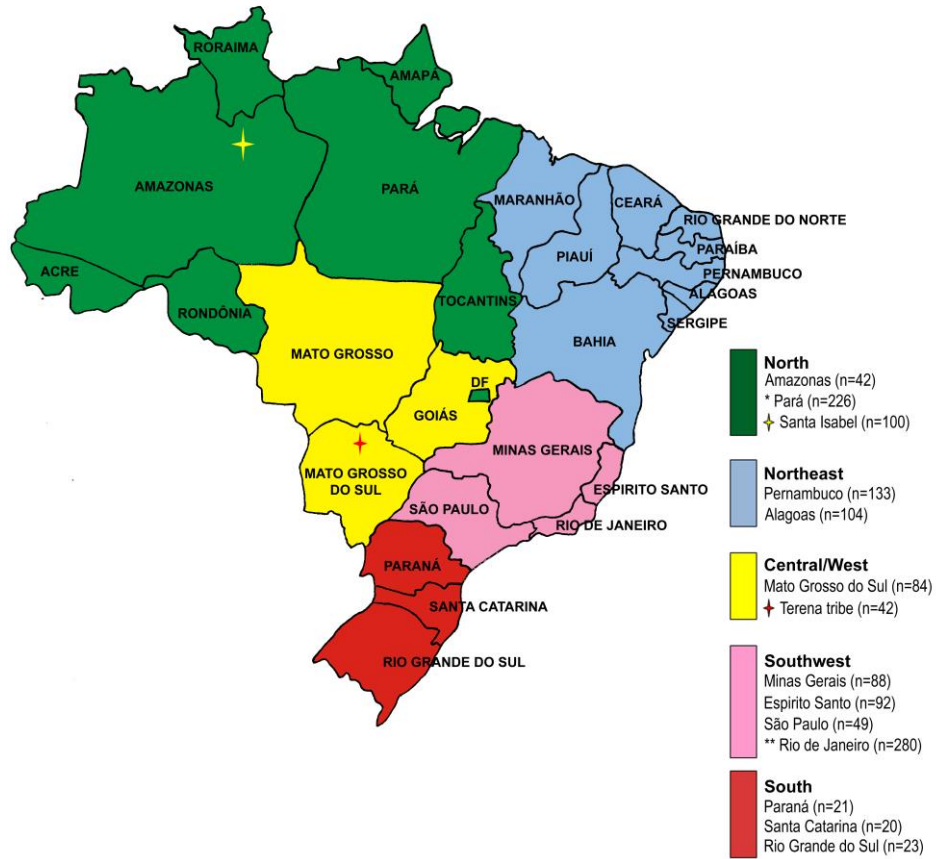 RORAIMA
AMAPÁ
AMAZONAS
PARÁ
MARANHÃO
CEARÁ
RIO GRANDE DO NORTE
PARAÍBA
PIAUÍ
PERNAMBUCO
ACRE
ALAGOAS
RONDÔNIA
TOCANTINS
SERGIPE
BAHIA
MATO GROSSO
DF
GOIÁS
MINAS GERAIS
MATO GROSSO
DO SUL
ESPIRITO SANTO
SÃO PAULO
RIO DE JANEIRO
PARANÁ
SANTA CATARINA
RIO GRANDE DO SUL
North
Amazonas (n=42)
* Pará (n=226)
Santa Isabel (n=100)
Northeast
Pernambuco (n=133)
Alagoas (n=104)
Central/West
Mato Grosso do Sul (n=84)
Terena tribe (n=42)
Southwest
Minas Gerais (n=88)
Espirito Santo (n=92)
São Paulo (n=49)
** Rio de Janeiro (n=280)
South
Paraná (n=21)
Santa Catarina (n=20)
Rio Grande do Sul (n=23)